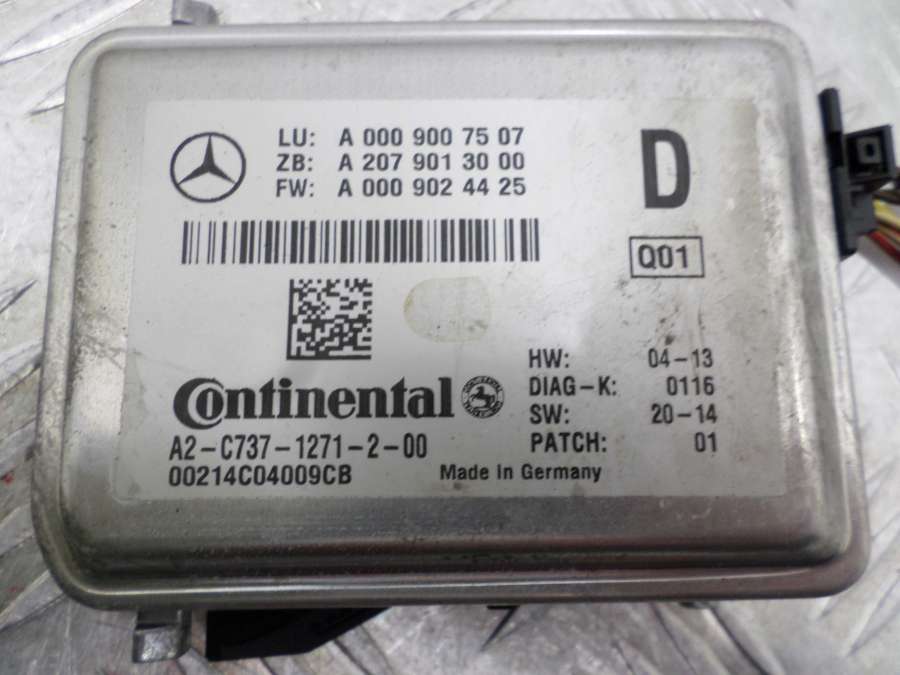 LU: A 000 900 75 07
ZB: A 207 901 30 00
FW: A 000 902 44 25
D
Q01
HW: 04-13
DIAG-K: 0116
SW: 20-14
PATCH: 01
Continental
A2-C737-1271-2-00
00214C04009CB
Made in Germany